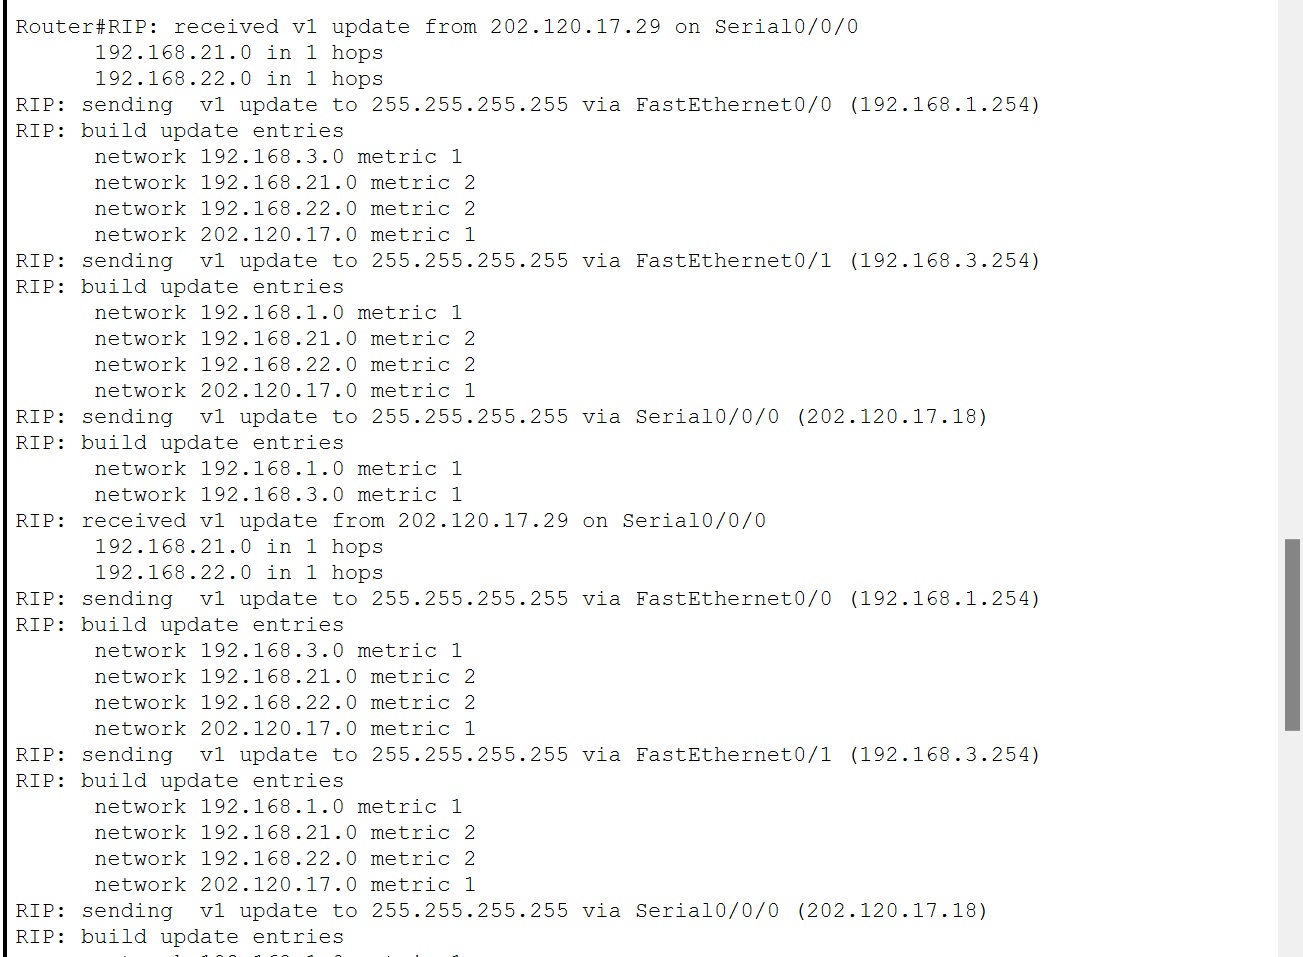 Router#RIP: received v1 update from 202.120.17.29 on Serial0/0/0
192.168.21.0 in 1 hops
192.168.22.0 in 1 hops
RIP: sending  v1 update to 255.255.255.255 via FastEthernet0/0 (192.168.1.254)
RIP: build update entries
network 192.168.3.0 metric 1
network 192.168.21.0 metric 2
network 192.168.22.0 metric 2
network 202.120.17.0 metric 1
RIP: sending  v1 update to 255.255.255.255 via FastEthernet0/1 (192.168.3.254)
RIP: build update entries
network 192.168.1.0 metric 1
network 192.168.21.0 metric 2
network 192.168.22.0 metric 2
network 202.120.17.0 metric 1
RIP: sending  v1 update to 255.255.255.255 via Serial0/0/0 (202.120.17.18)
RIP: build update entries
network 192.168.1.0 metric 1
network 192.168.3.0 metric 1
RIP: received v1 update from 202.120.17.29 on Serial0/0/0
192.168.21.0 in 1 hops
192.168.22.0 in 1 hops
RIP: sending  v1 update to 255.255.255.255 via FastEthernet0/0 (192.168.1.254)
RIP: build update entries
network 192.168.3.0 metric 1
network 192.168.21.0 metric 2
network 192.168.22.0 metric 2
network 202.120.17.0 metric 1
RIP: sending  v1 update to 255.255.255.255 via FastEthernet0/1 (192.168.3.254)
RIP: build update entries
network 192.168.1.0 metric 1
network 192.168.21.0 metric 2
network 192.168.22.0 metric 2
network 202.120.17.0 metric 1
RIP: sending  v1 update to 255.255.255.255 via Serial0/0/0 (202.120.17.18)
RIP: build update entries